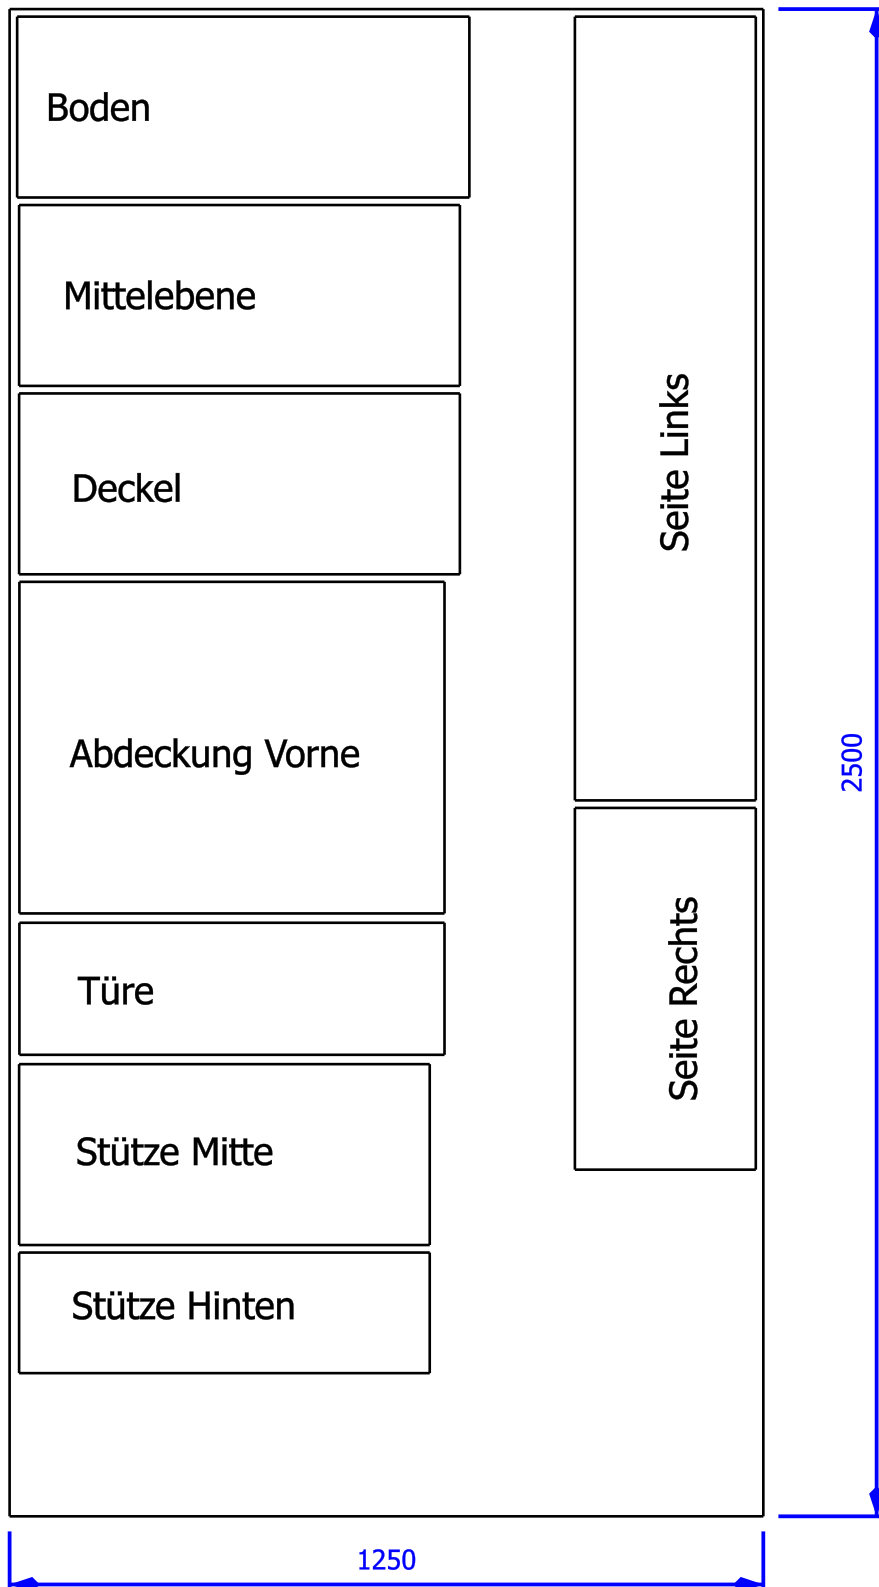 Boden
Mittelebene
Deckel
Abdeckung Vorne
Türe
Stütze Mitte
Stütze Hinten
Seite Links
Seite Rechts
2500
1250